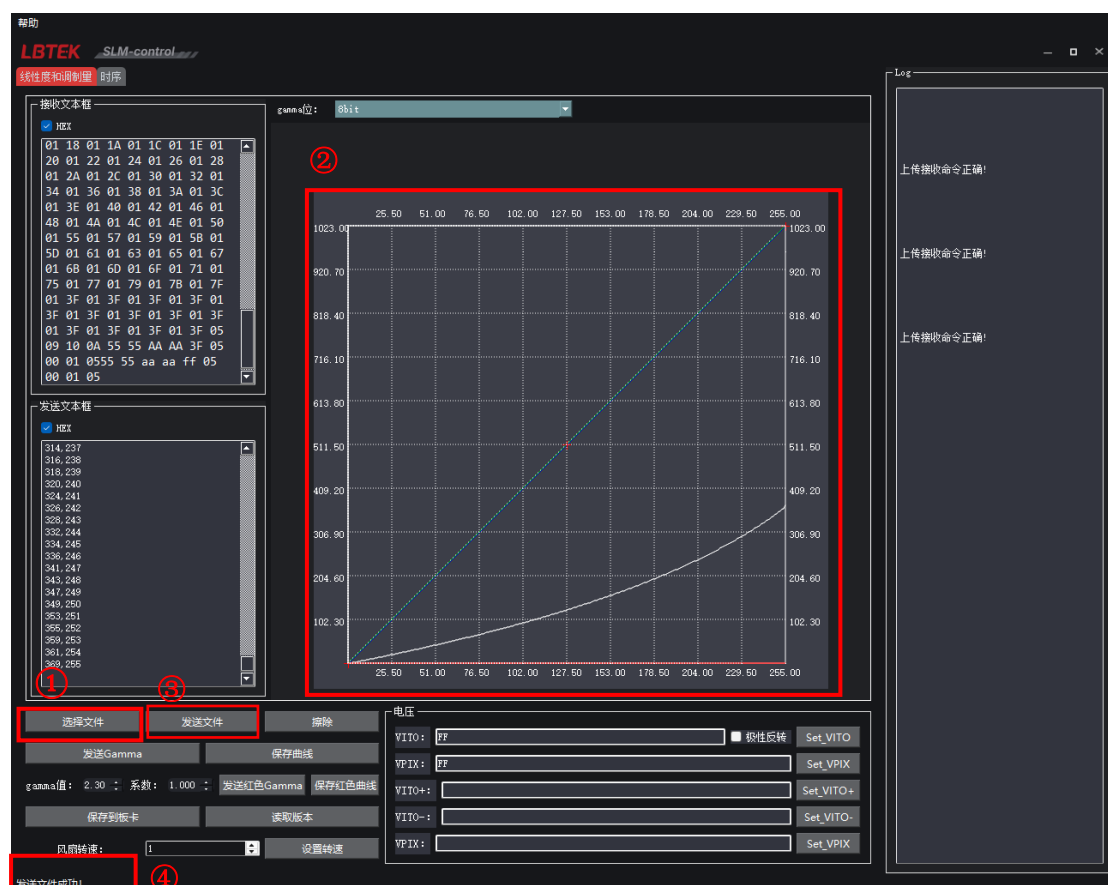 帮助
LBTEK SLM-control
线性度和调制量 时序
接收文本框
HEX
01 18 01 1A 01 1C 01 1E 01
20 01 22 01 24 01 26 01 28
01 2A 01 2C 01 30 01 32 01
34 01 36 01 38 01 3A 01 3C
01 3E 01 40 01 42 01 46 01
48 01 4A 01 4C 01 4E 01 50
01 55 01 57 01 59 01 5B 01
5D 01 61 01 63 01 65 01 67
01 6B 01 6D 01 6F 01 71 01
75 01 77 01 79 01 7B 01 7F
01 3F 01 3F 01 3F 01 3F 01
3F 01 3F 01 3F 01 3F 01 3F
01 3F 01 3F 01 3F 01 3F 05
09 10 0A 55 55 AA AA 3F 05
00 01 0555 55 aa aa ff 05
00 01 05
发送文本框
HEX
314,237
316,238
318,239
320,240
324,241
326,242
328,243
332,244
334,245
336,246
341,247
343,248
347,249
349,250
353,251
355,252
359,253
361,254
369,255
gamma位: 8bit
②
25.50 51.00 76.50 102.00 127.50 153.00 178.50 204.00 229.50 255.00
1023.00 1023.00
920.70 920.70
818.40 818.40
716.10 716.10
613.80 613.80
511.50 511.50
409.20 409.20
306.90 306.90
204.60 204.60
102.30 102.30
25.50 51.00 76.50 102.00 127.50 153.00 178.50 204.00 229.50 255.00
① ③
选择文件 发送文件 擦除
发送Gamma 保存曲线
gamma值: 2.30 系数: 1.000 发送红色Gamma 保存红色曲线
保存到板卡 读取版本
风扇转速: 1 设置转速
④
发送文件成功!
电压
VITO: FF 极性反转 Set_VITO
VPIX: FF Set_VPIX
VITO+: Set_VITO+
VITO-: Set_VITO-
VPIX: Set_VPIX
Log
上传接收命令正确!
上传接收命令正确!
上传接收命令正确!